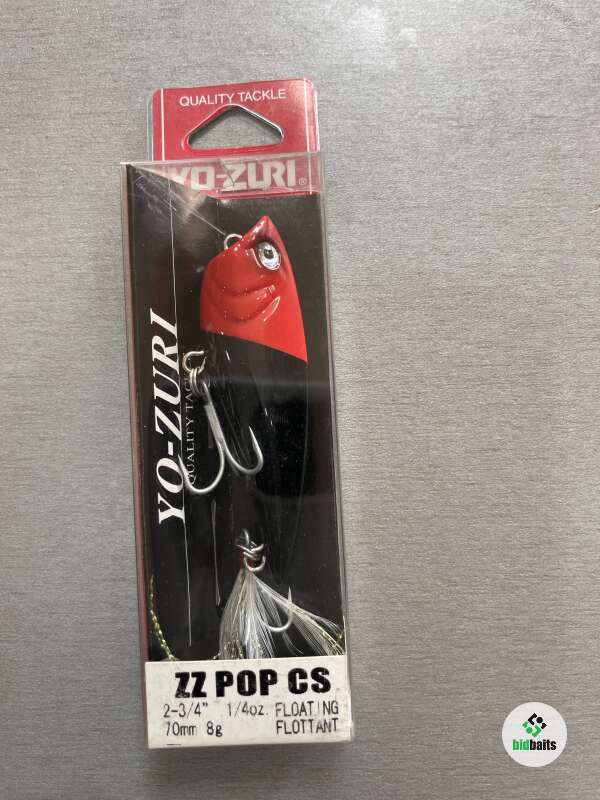 QUALITY TACKLE
YO-ZURI®
YO-ZURI
QUALITY TACKLE
ZZ POP CS
2-3/4" 1/4oz. FLOATING
70mm 8g FLOTTANT
bidbaits